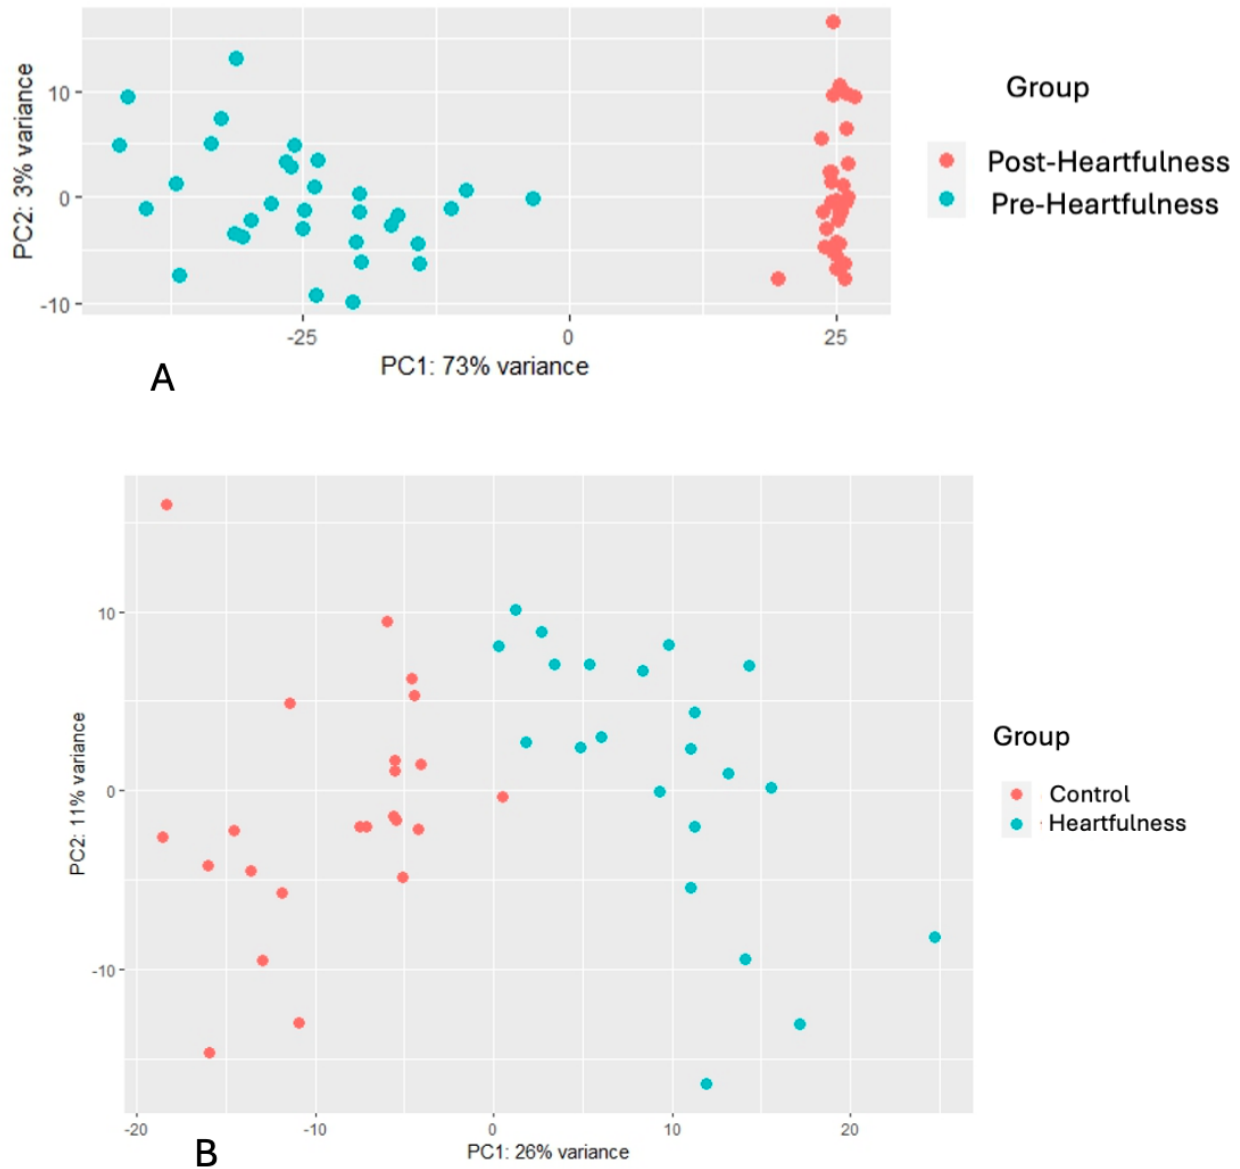 10
0
-10
PC2: 3% variance
-25
0
25
PC1: 73% variance
A
Group
Post-Heartfulness
Pre-Heartfulness
10
0
-10
PC2: 11% variance
-20
-10
0
10
20
PC1: 26% variance
B
Group
Control
Heartfulness